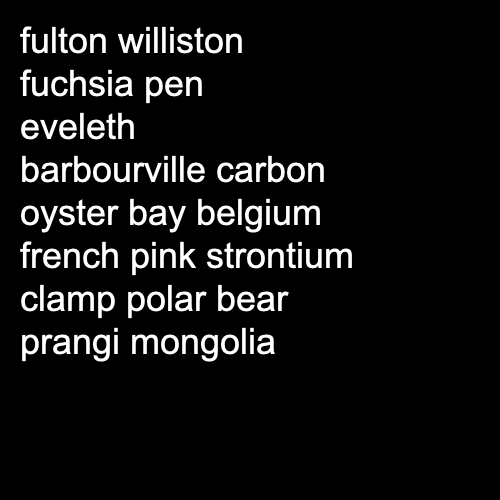 fulton williston
fuchsia pen
eveleth
barbourville carbon
oyster bay belgium
french pink strontium
clamp polar bear
prangi mongolia